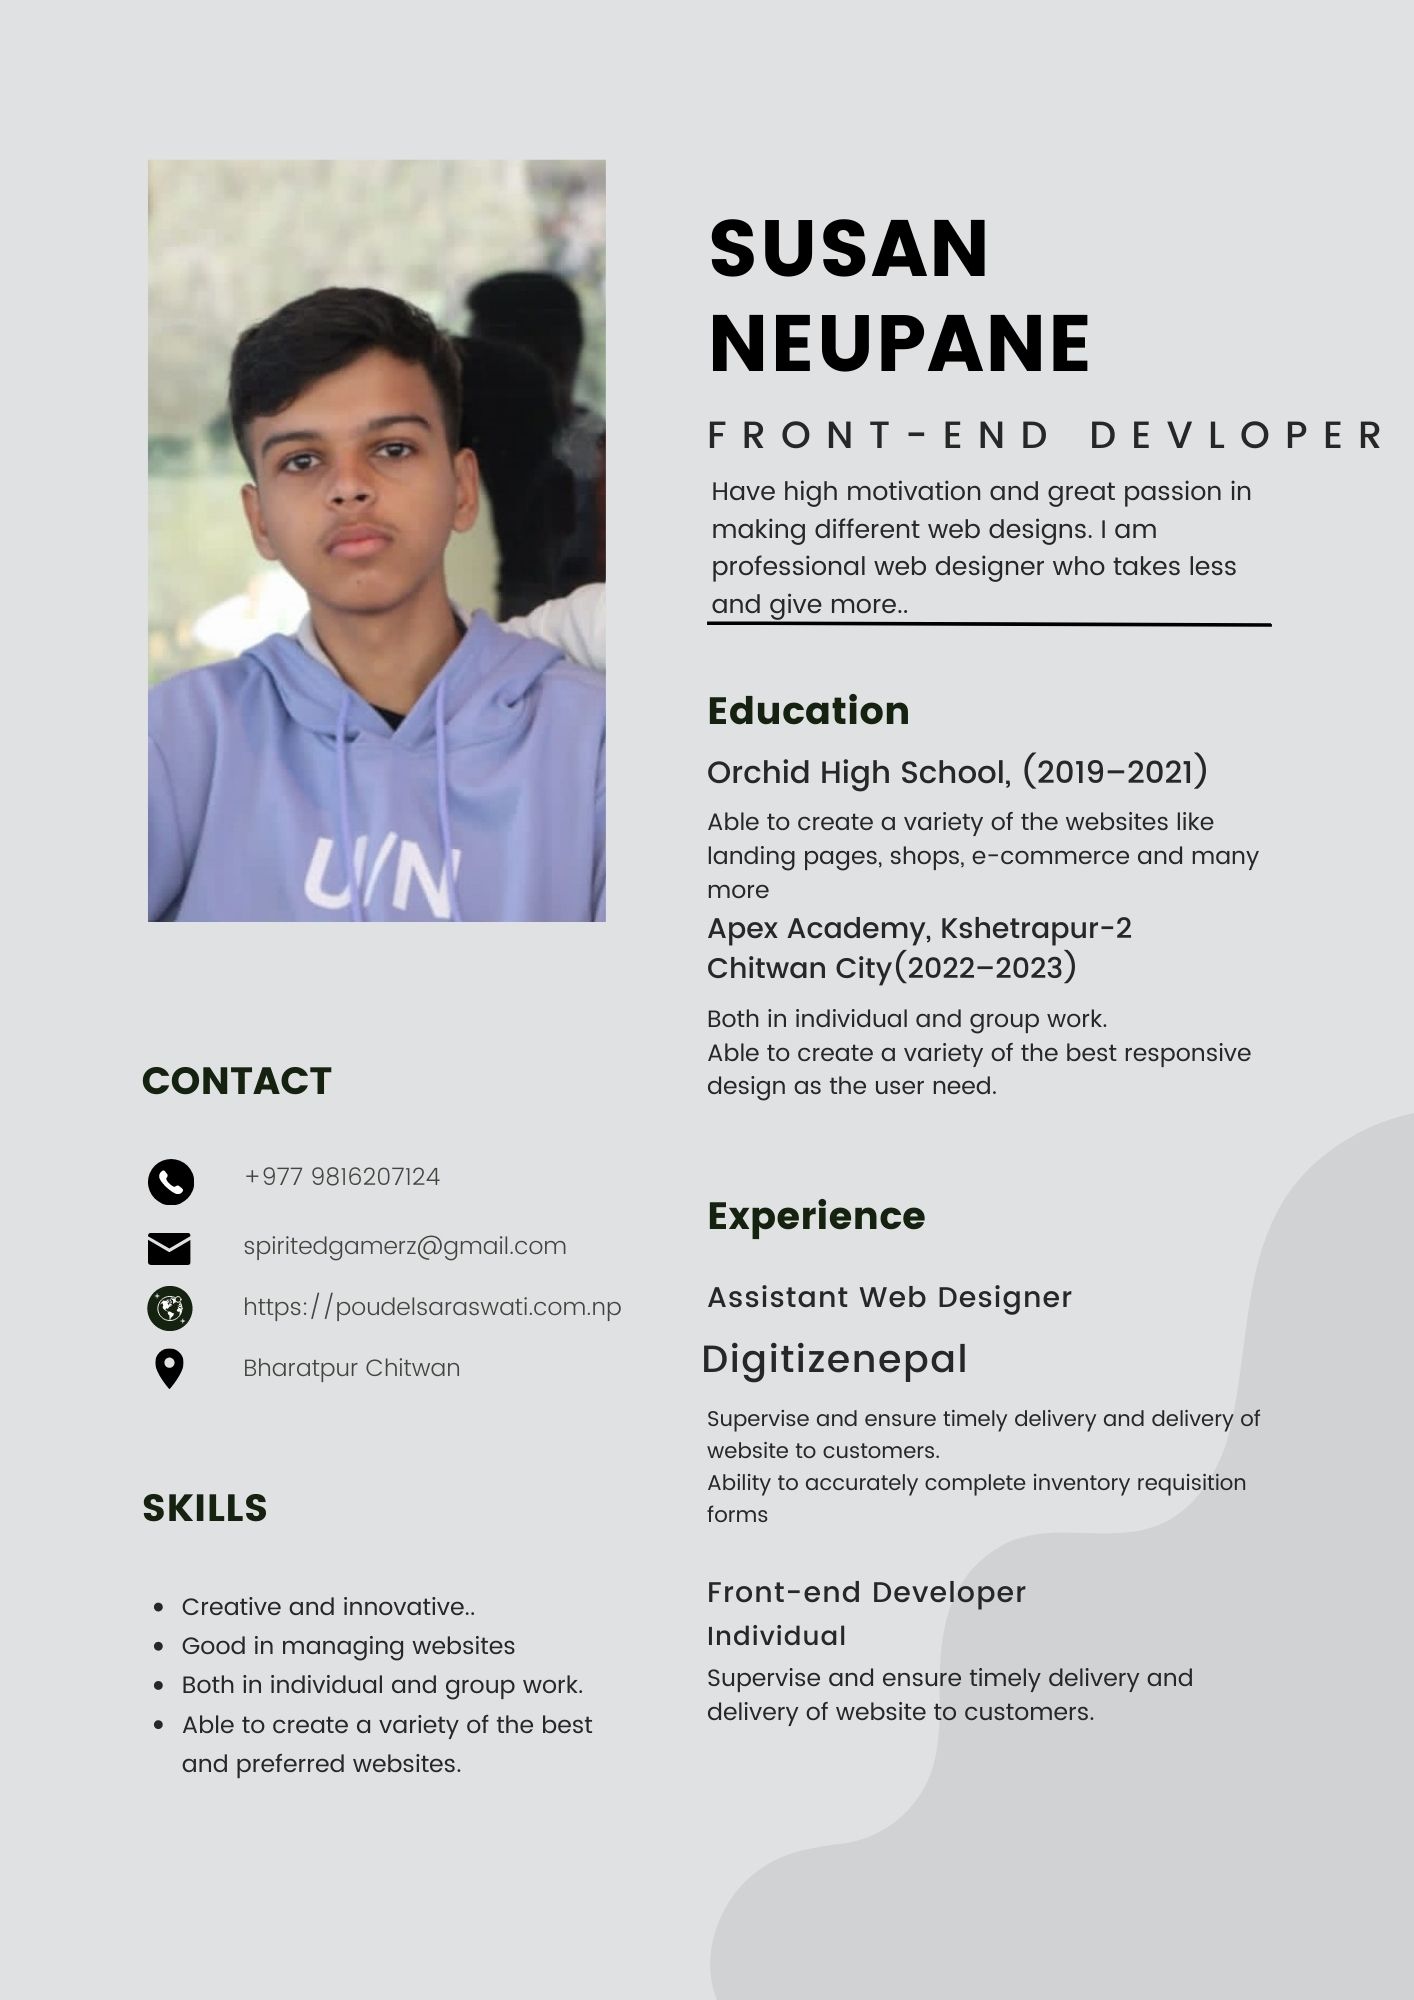 SUSAN
NEUPANE
FRONT-END DEVLOPER
Have high motivation and great passion in
making different web designs. I am
professional web designer who takes less
and give more..
Education
Orchid High School, (2019–2021)
Able to create a variety of the websites like
landing pages, shops, e-commerce and many
more
Apex Academy, Kshetrapur-2
Chitwan City(2022–2023)
Both in individual and group work.
Able to create a variety of the best responsive
design as the user need.
Experience
Assistant Web Designer
Digitizenepal
Supervise and ensure timely delivery and delivery of
website to customers.
Ability to accurately complete inventory requisition
forms
Front-end Developer
Individual
Supervise and ensure timely delivery and
delivery of website to customers.
U/N
CONTACT
+977 9816207124
spiritedgamerz@gmail.com
https://poudelsaraswati.com.np
Bharatpur Chitwan
SKILLS
• Creative and innovative..
• Good in managing websites
• Both in individual and group work.
• Able to create a variety of the best
and preferred websites.